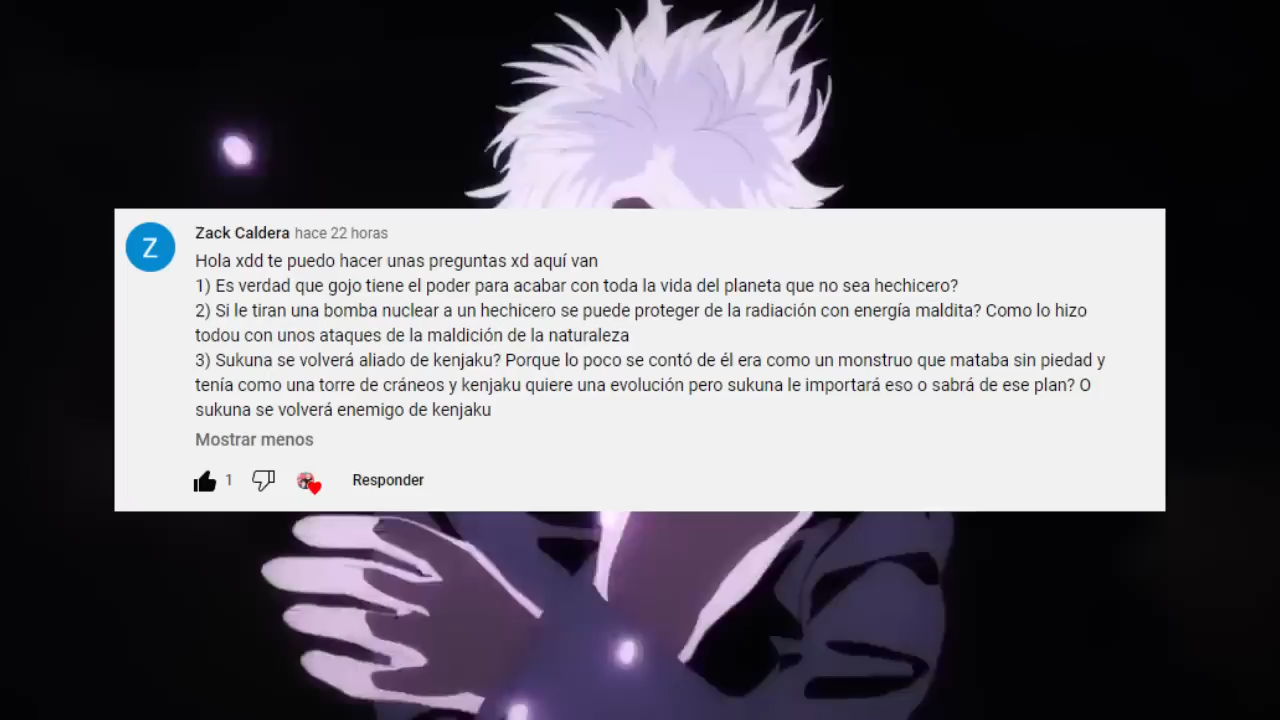 Z
Zack Caldera hace 22 horas
Hola xdd te puedo hacer unas preguntas xd aquí van
1) Es verdad que gojo tiene el poder para acabar con toda la vida del planeta que no sea hechicero?
2) Si le tiran una bomba nuclear a un hechicero se puede proteger de la radiación con energía maldita? Como lo hizo
todou con unos ataques de la maldición de la naturaleza
3) Sukuna se volverá aliado de kenjaku? Porque lo poco se contó de él era como un monstruo que mataba sin piedad y
tenía como una torre de cráneos y kenjaku quiere una evolución pero sukuna le importará eso o sabrá de ese plan? O
sukuna se volverá enemigo de kenjaku
Mostrar menos
1 Responder